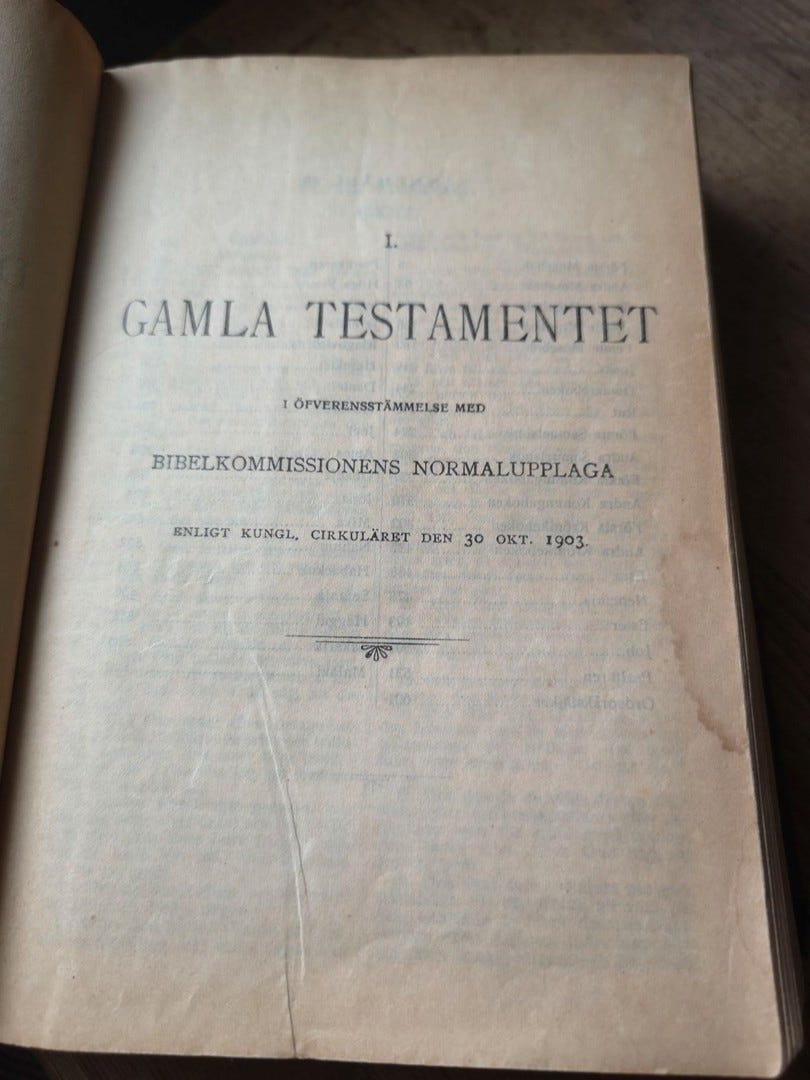 I.
GAMLA TESTAMENTET
I ÖFVERENSSTÄMMELSE MED
BIBELKOMMISSIONENS NORMALUPPLAGA
ENLIGT KUNGL. CIRKULÄRET DEN 30 OKT. 1903.